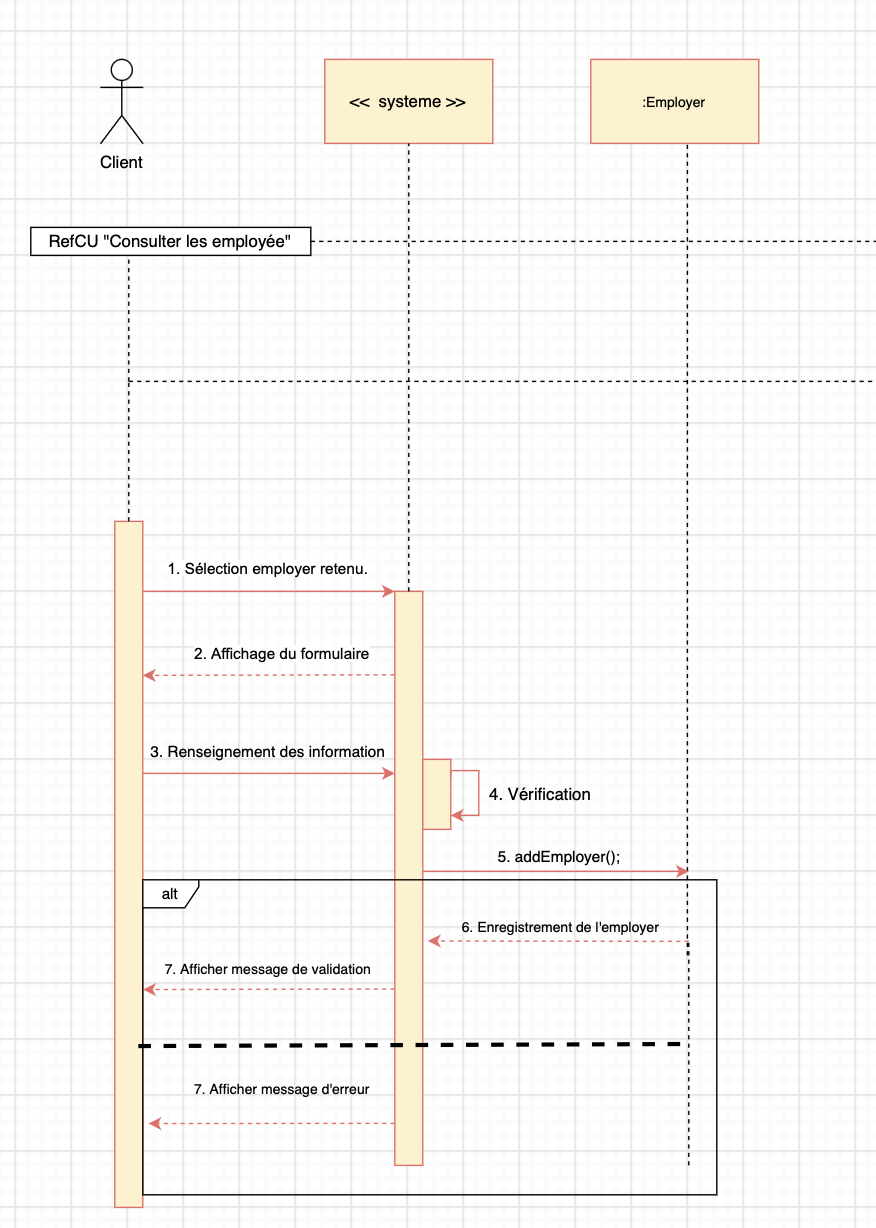 << systeme >>
:Employer
Client
RefCU "Consulter les employée"
1. Sélection employer retenu.
2. Affichage du formulaire
3. Renseignement des information
4. Vérification
5. addEmployer();
alt
6. Enregistrement de l'employer
7. Afficher message de validation
7. Afficher message d'erreur